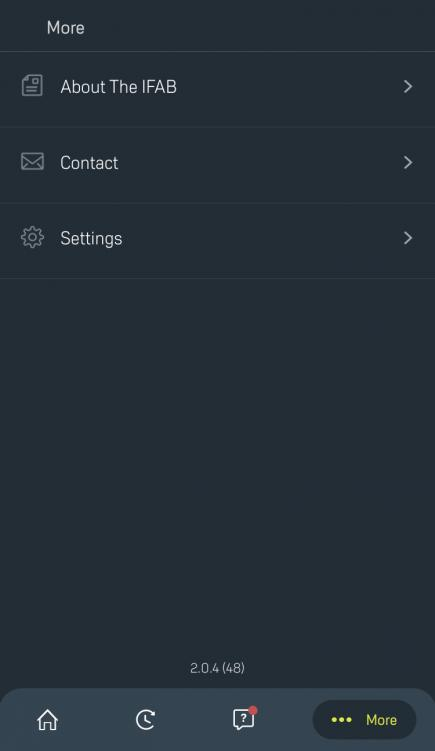 More
About The IFAB
Contact
Settings
2.0.4 (48)
?
More